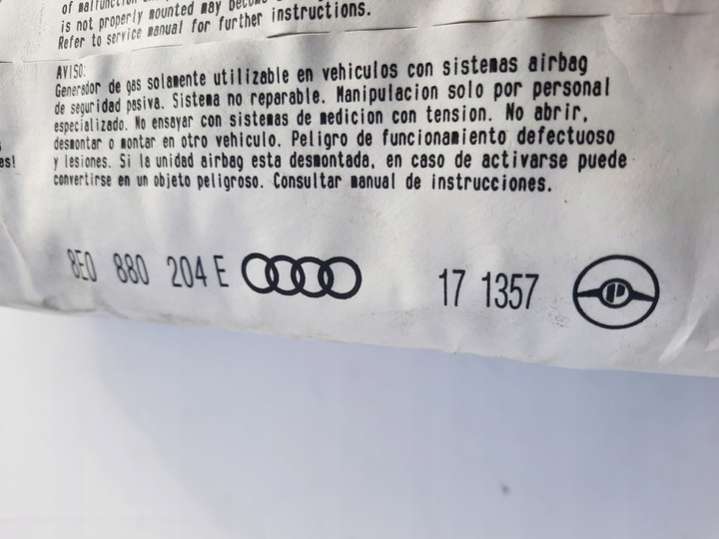 of malfunction
is not properly mounted may become
Refer to service manual for further instructions.
AVISO:
Generador de gas solamente utilizable en vehiculos con sistemas airbag
de seguridad pasiva. Sistema no reparable. Manipulacion solo por personal
especializado. No ensayar con sistemas de medicion con tension. No abrir,
desmontar o montar en otro vehiculo. Peligro de funcionamiento defectuoso
es! y lesiones. Si la unidad airbag esta desmontada, en caso de activarse puede
convertirse en un objeto peligroso. Consultar manual de instrucciones.
8E0 880 204 E 17 1357 P